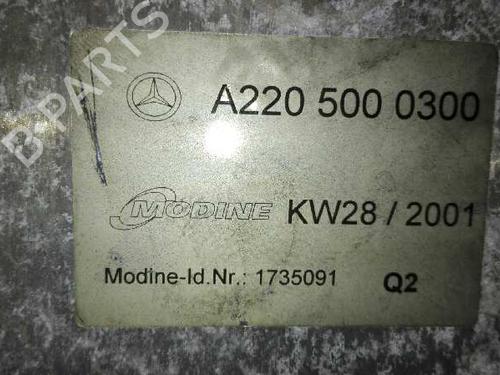 B-PARTS
A220 500 0300
MODINE KW28 / 2001
Modine-Id.Nr.: 1735091 Q2